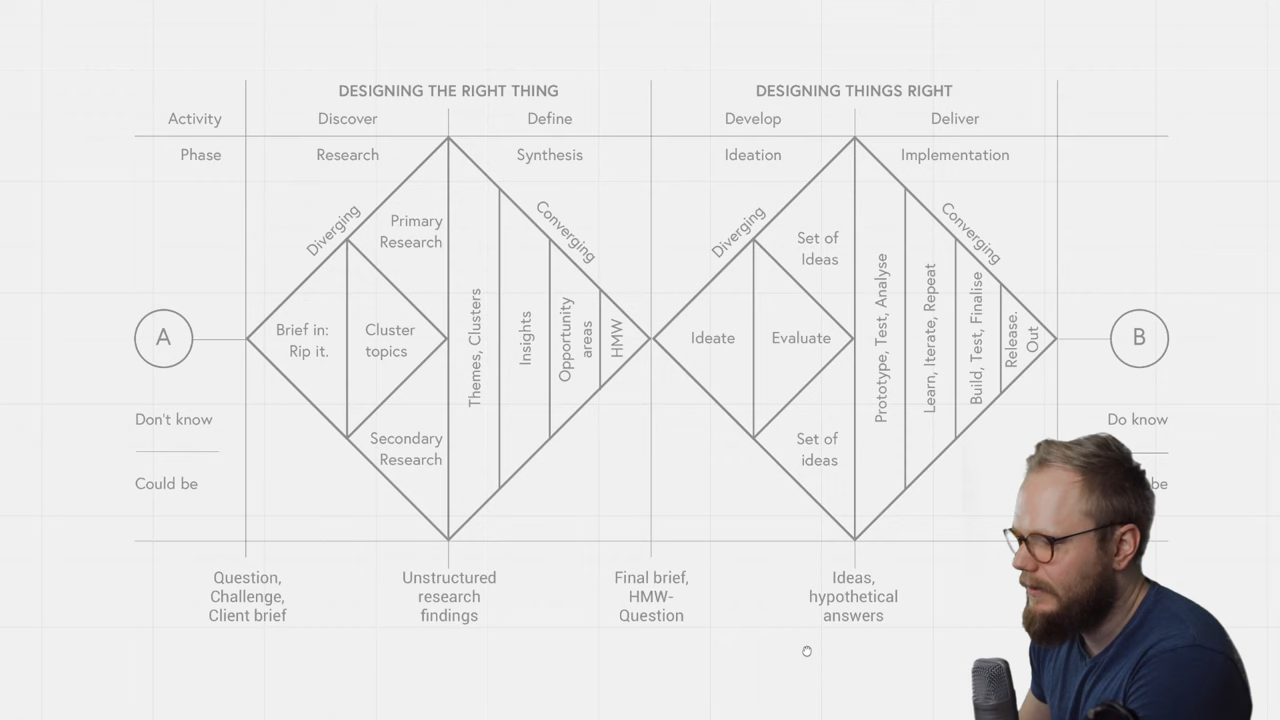 DESIGNING THE RIGHT THING
DESIGNING THINGS RIGHT
Activity
Discover
Define
Develop
Deliver
Phase
Research
Synthesis
Ideation
Implementation
Diverging
Primary
Research
Converging
Brief in:
Rip it.
Cluster
topics
Secondary
Research
Themes, Clusters
Insights
Opportunity
areas
HMW
Diverging
Set of
Ideas
Converging
Ideate
Evaluate
Set of
ideas
Prototype, Test, Analyse
Learn, Iterate, Repeat
Build, Test, Finalise
Release.
Out
A
B
Don't know
Could be
Do know
be
Question,
Challenge,
Client brief
Unstructured
research
findings
Final brief,
HMW-
Question
Ideas,
hypothetical
answers